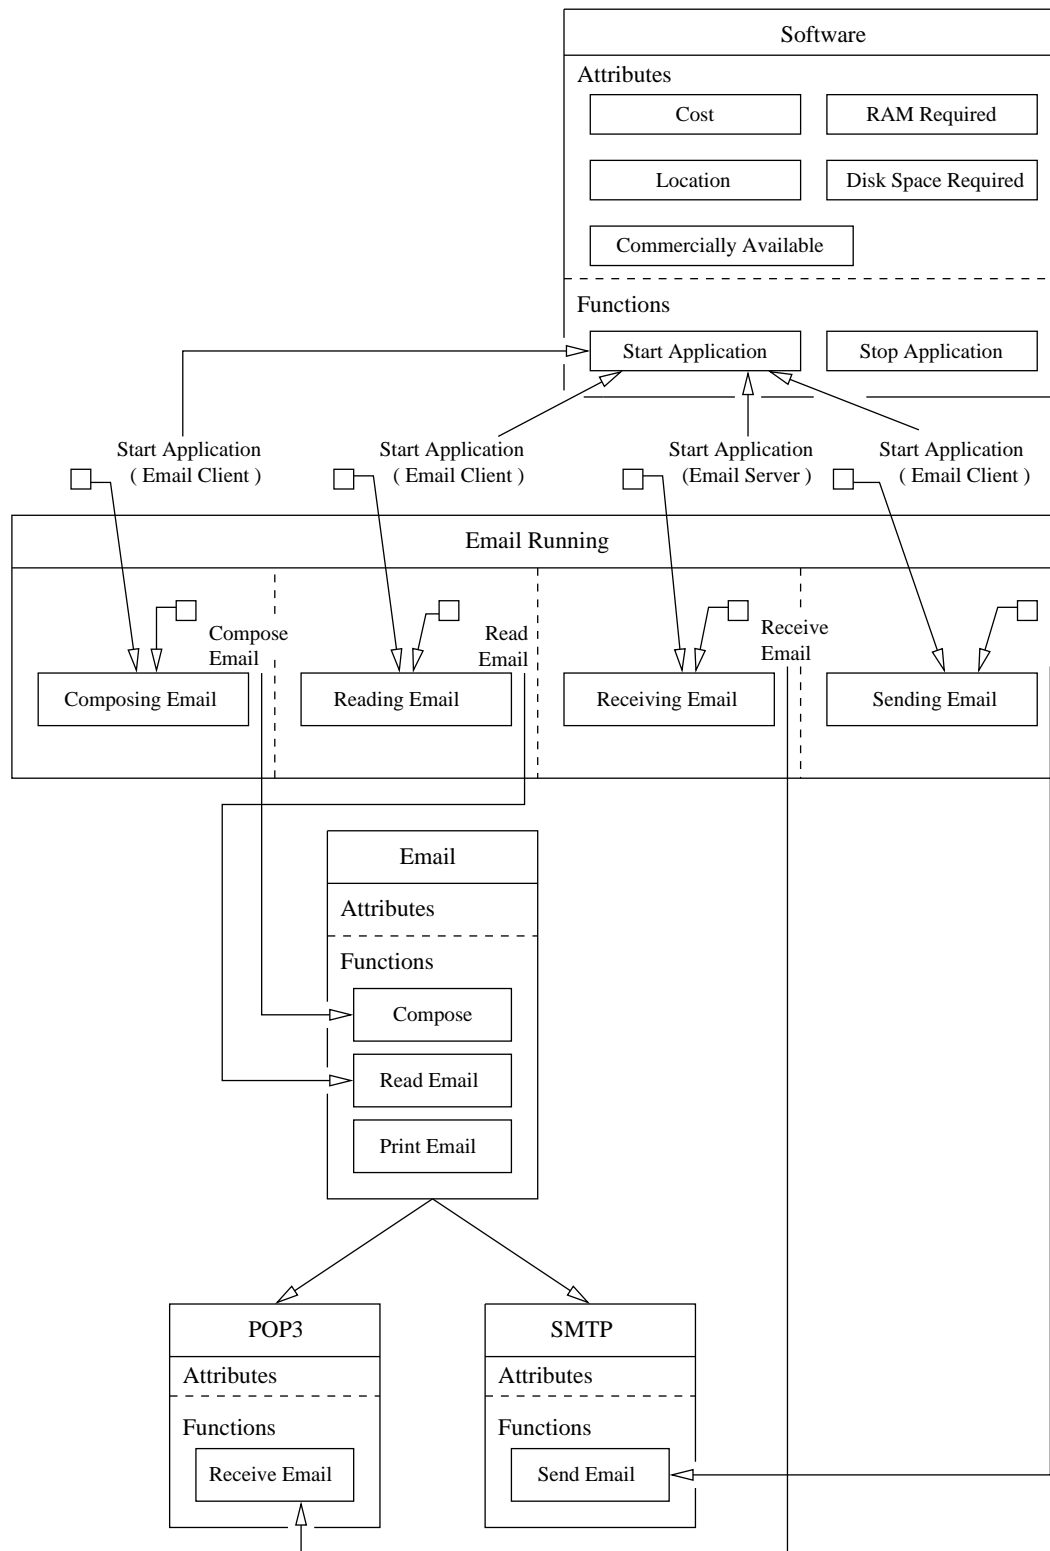 Software
Attributes
Cost
RAM Required
Location
Disk Space Required
Commercially Available
Functions
Start Application
Stop Application
Start Application
( Email Client )
Start Application
( Email Client )
Start Application
(Email Server )
Start Application
( Email Client )
Email Running
Compose
Email
Read
Email
Receive
Email
Composing Email
Reading Email
Receiving Email
Sending Email
Email
Attributes
Functions
Compose
Read Email
Print Email
POP3
Attributes
Functions
Receive Email
SMTP
Attributes
Functions
Send Email